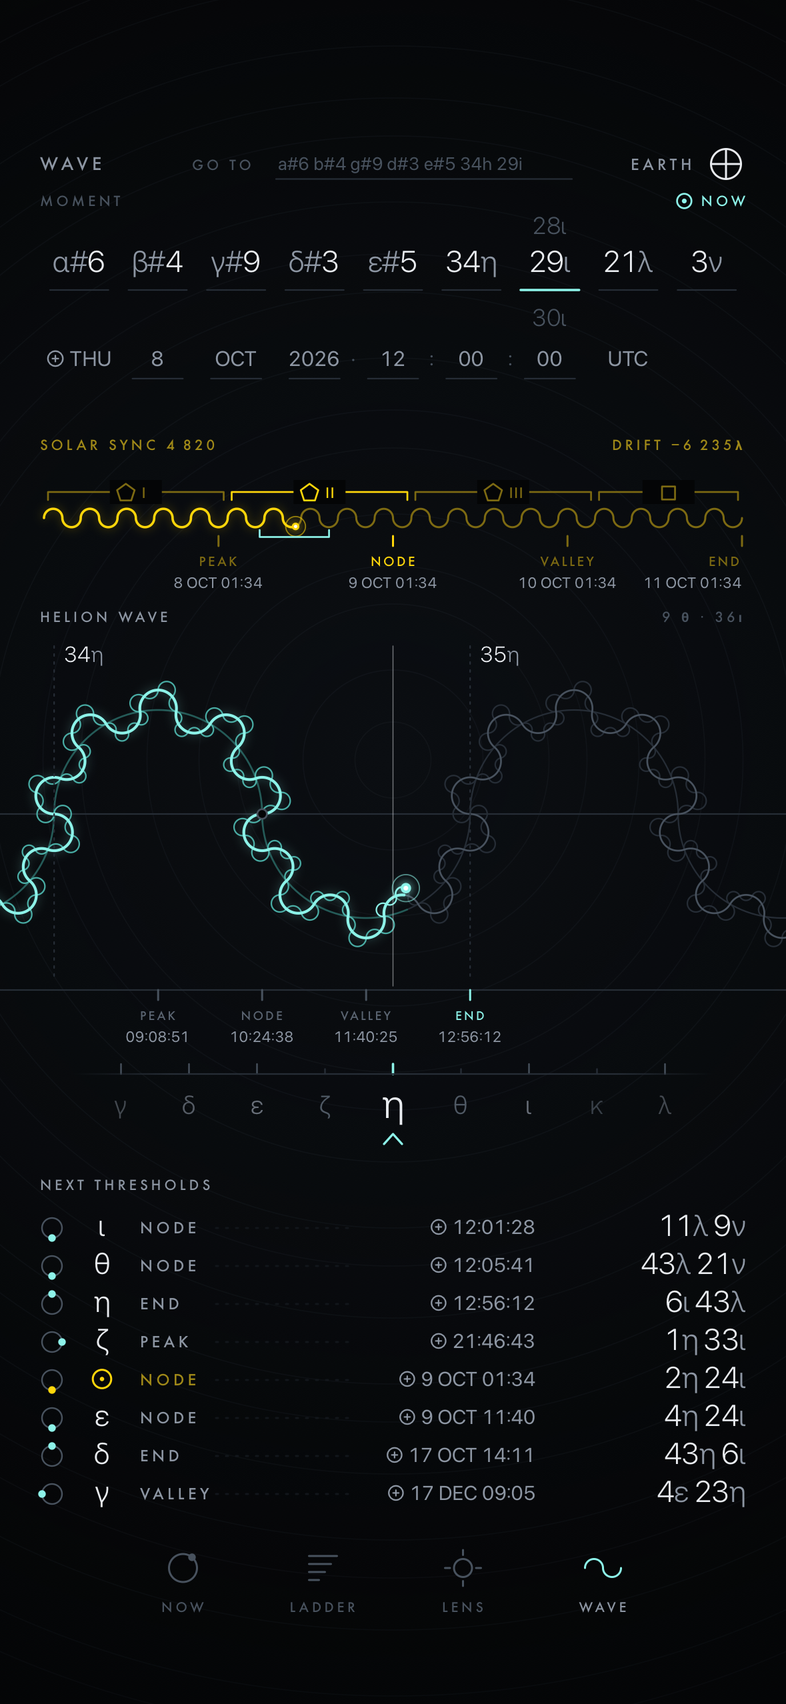 WAVE GO TO a#6 b#4 g#9 d#3 e#5 34h 29i EARTH
MOMENT NOW
28ι
α#6 β#4 γ#9 δ#3 ε#5 34η 29ι 21λ 3ν
30ι
THU 8 OCT 2026 · 12 : 00 : 00 UTC
SOLAR SYNC 4 820 DRIFT −6 235λ
I II III
PEAK NODE VALLEY END
8 OCT 01:34 9 OCT 01:34 10 OCT 01:34 11 OCT 01:34
HELION WAVE 9 θ · 36ι
34η 35η
PEAK NODE VALLEY END
09:08:51 10:24:38 11:40:25 12:56:12
γ δ ε ζ η θ ι κ λ
NEXT THRESHOLDS
ι NODE 12:01:28 11λ 9ν
θ NODE 12:05:41 43λ 21ν
η END 12:56:12 6ι 43λ
ζ PEAK 21:46:43 1η 33ι
NODE 9 OCT 01:34 2η 24ι
ε NODE 9 OCT 11:40 4η 24ι
δ END 17 OCT 14:11 43η 6ι
γ VALLEY 17 DEC 09:05 4ε 23η
NOW LADDER LENS WAVE